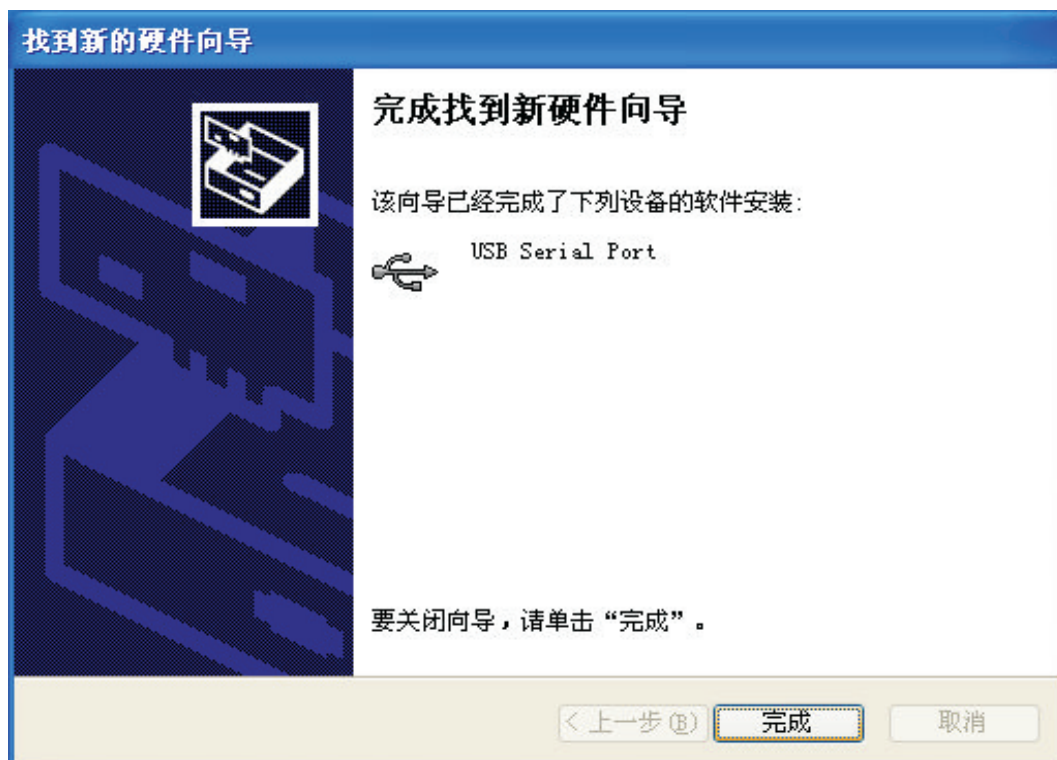 找到新的硬件向导
完成找到新硬件向导
该向导已经完成了下列设备的软件安装:
USB Serial Port
要关闭向导，请单击“完成”。
< 上一步(B)
完成
取消